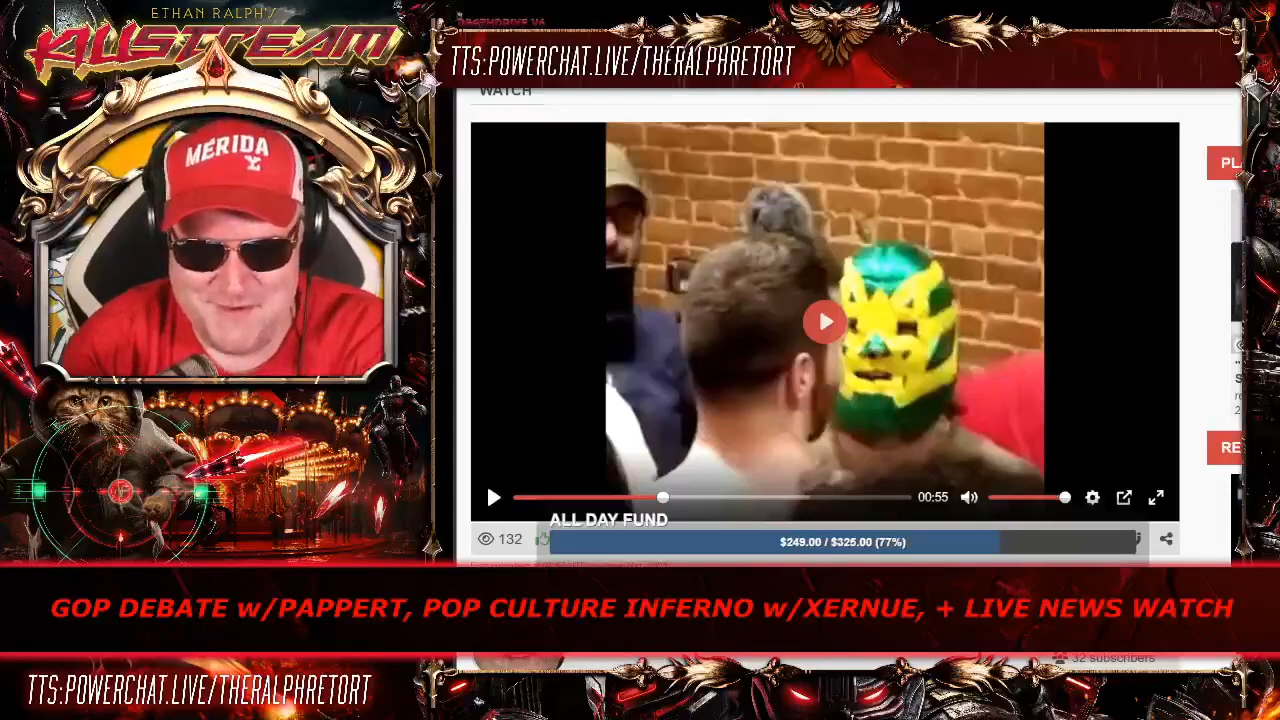 ETHAN RALPH'S
KILLSTREAM
TTS:POWERCHAT.LIVE/THERALPHRETORT
WATCH
MERIDA
Y
PL
00:55
RE
ALL DAY FUND
132
$249.00 / $325.00 (77%)
GOP DEBATE w/PAPPERT, POP CULTURE INFERNO w/XERNUE, + LIVE NEWS WATCH
32 subscribers
TTS:POWERCHAT.LIVE/THERALPHRETORT